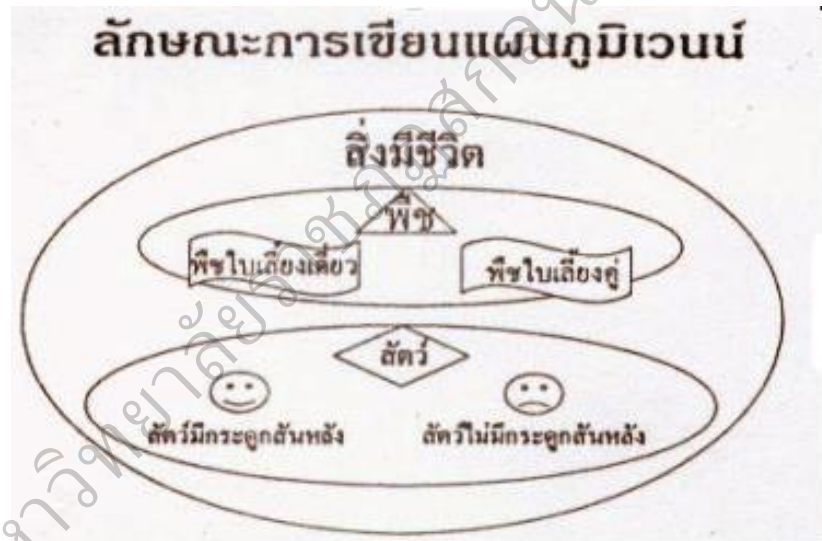 ลักษณะการเขียนแผนภูมิเวนน์
สิ่งมีชีวิต
พืช
พืชใบเลี้ยงเดี่ยว พืชใบเลี้ยงคู่
สัตว์
สัตว์มีกระดูกสันหลัง สัตว์ไม่มีกระดูกสันหลัง